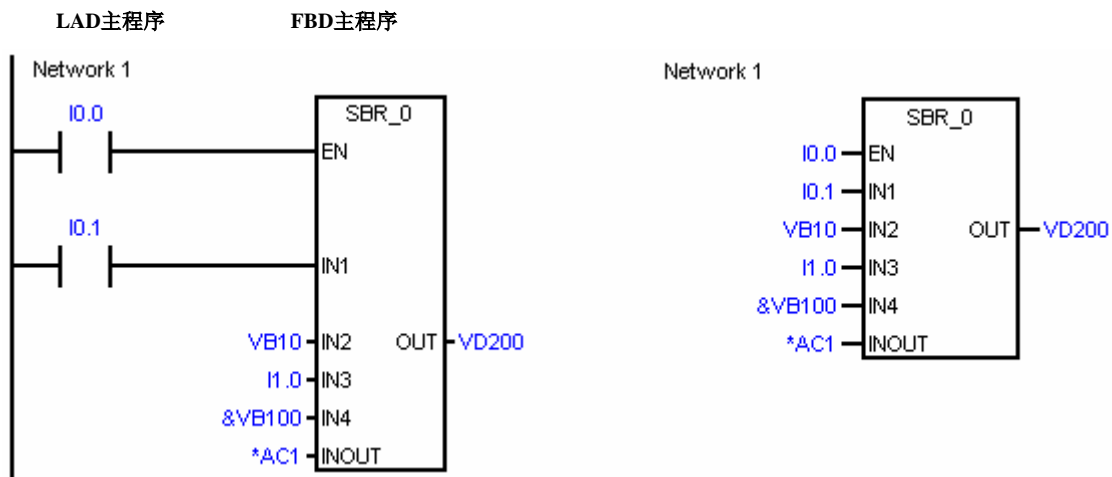 LAD主程序 FBD主程序
Network 1
I0.0
SBR_0
EN
I0.1
IN1
VB10 IN2 OUT VD200
I1.0 IN3
&VB100 IN4
*AC1 INOUT
Network 1
SBR_0
I0.0 EN
I0.1 IN1
VB10 IN2 OUT VD200
I1.0 IN3
&VB100 IN4
*AC1 INOUT